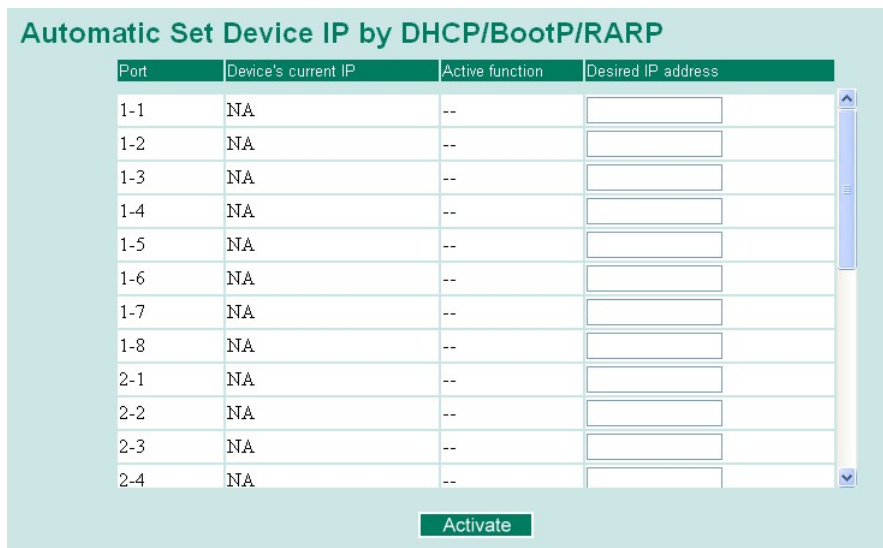 Automatic Set Device IP by DHCP/BootP/RARP
Port Device's current IP Active function Desired IP address
1-1 NA --
1-2 NA --
1-3 NA --
1-4 NA --
1-5 NA --
1-6 NA --
1-7 NA --
1-8 NA --
2-1 NA --
2-2 NA --
2-3 NA --
2-4 NA --
Activate